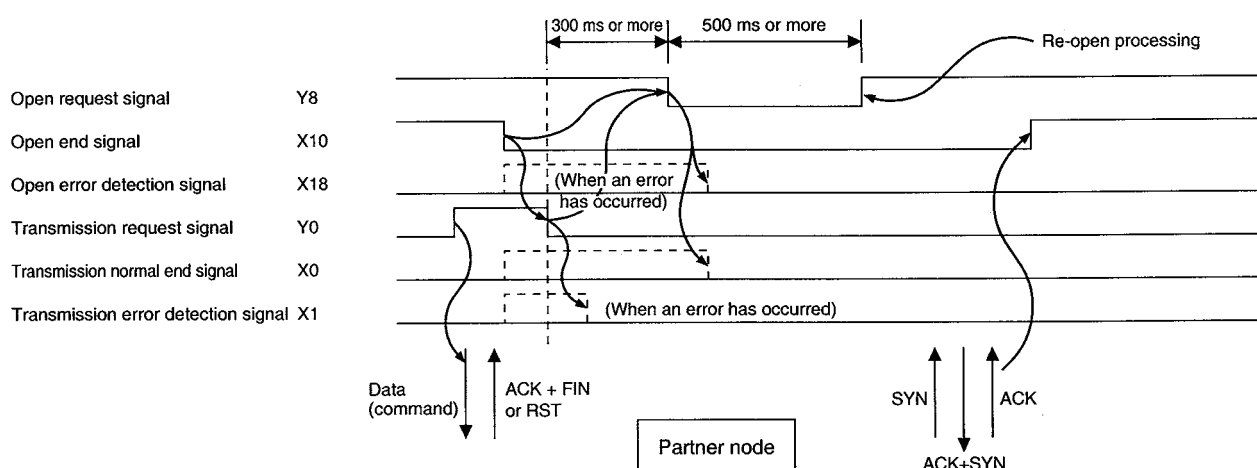 300 ms or more
500 ms or more
Re-open processing
Open request signal Y8
Open end signal X10
Open error detection signal X18
(When an error
has occurred)
Transmission request signal Y0
Transmission normal end signal X0
Transmission error detection signal X1
(When an error has occurred)
Data
(command)
ACK + FIN
or RST
SYN
ACK
Partner node
ACK+SYN